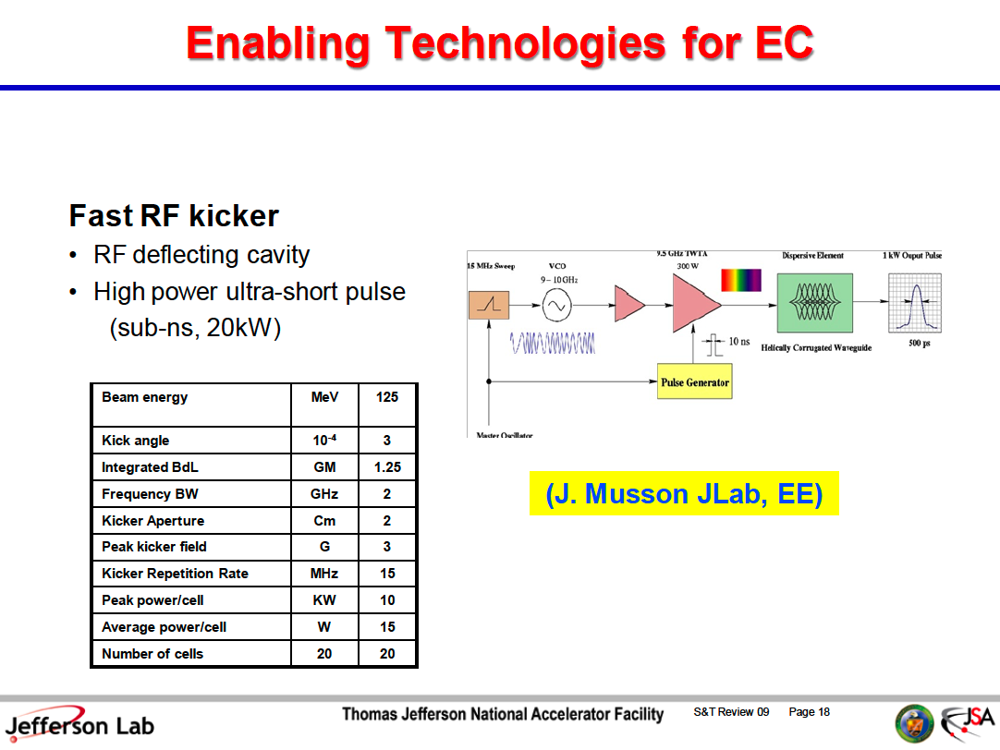 Enabling Technologies for EC
Fast RF kicker
• RF deflecting cavity
• High power ultra-short pulse
(sub-ns, 20kW)
Beam energy MeV 125
Kick angle 10-4 3
Integrated BdL GM 1.25
Frequency BW GHz 2
Kicker Aperture Cm 2
Peak kicker field G 3
Kicker Repetition Rate MHz 15
Peak power/cell KW 10
Average power/cell W 15
Number of cells 20 20
15 MHz Sweep
VCO
9 – 10 GHz
9.5 GHz TWTA
300 W
Dispersive Element
1 kW Ouput Pulse
10 ns
Helically Corrugated Waveguide
500 ps
Pulse Generator
Master Oscillator
(J. Musson JLab, EE)
Jefferson Lab
Thomas Jefferson National Accelerator Facility
S&T Review 09 Page 18
JSA